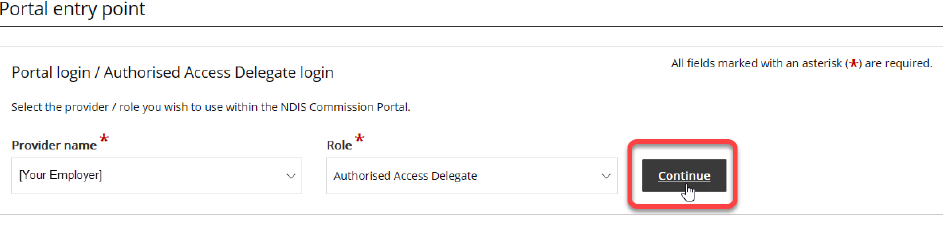 Portal entry point
All fields marked with an asterisk (*) are required.
Portal login / Authorised Access Delegate login
Select the provider / role you wish to use within the NDIS Commission Portal.
Provider name * Role *
[Your Employer] Authorised Access Delegate Continue